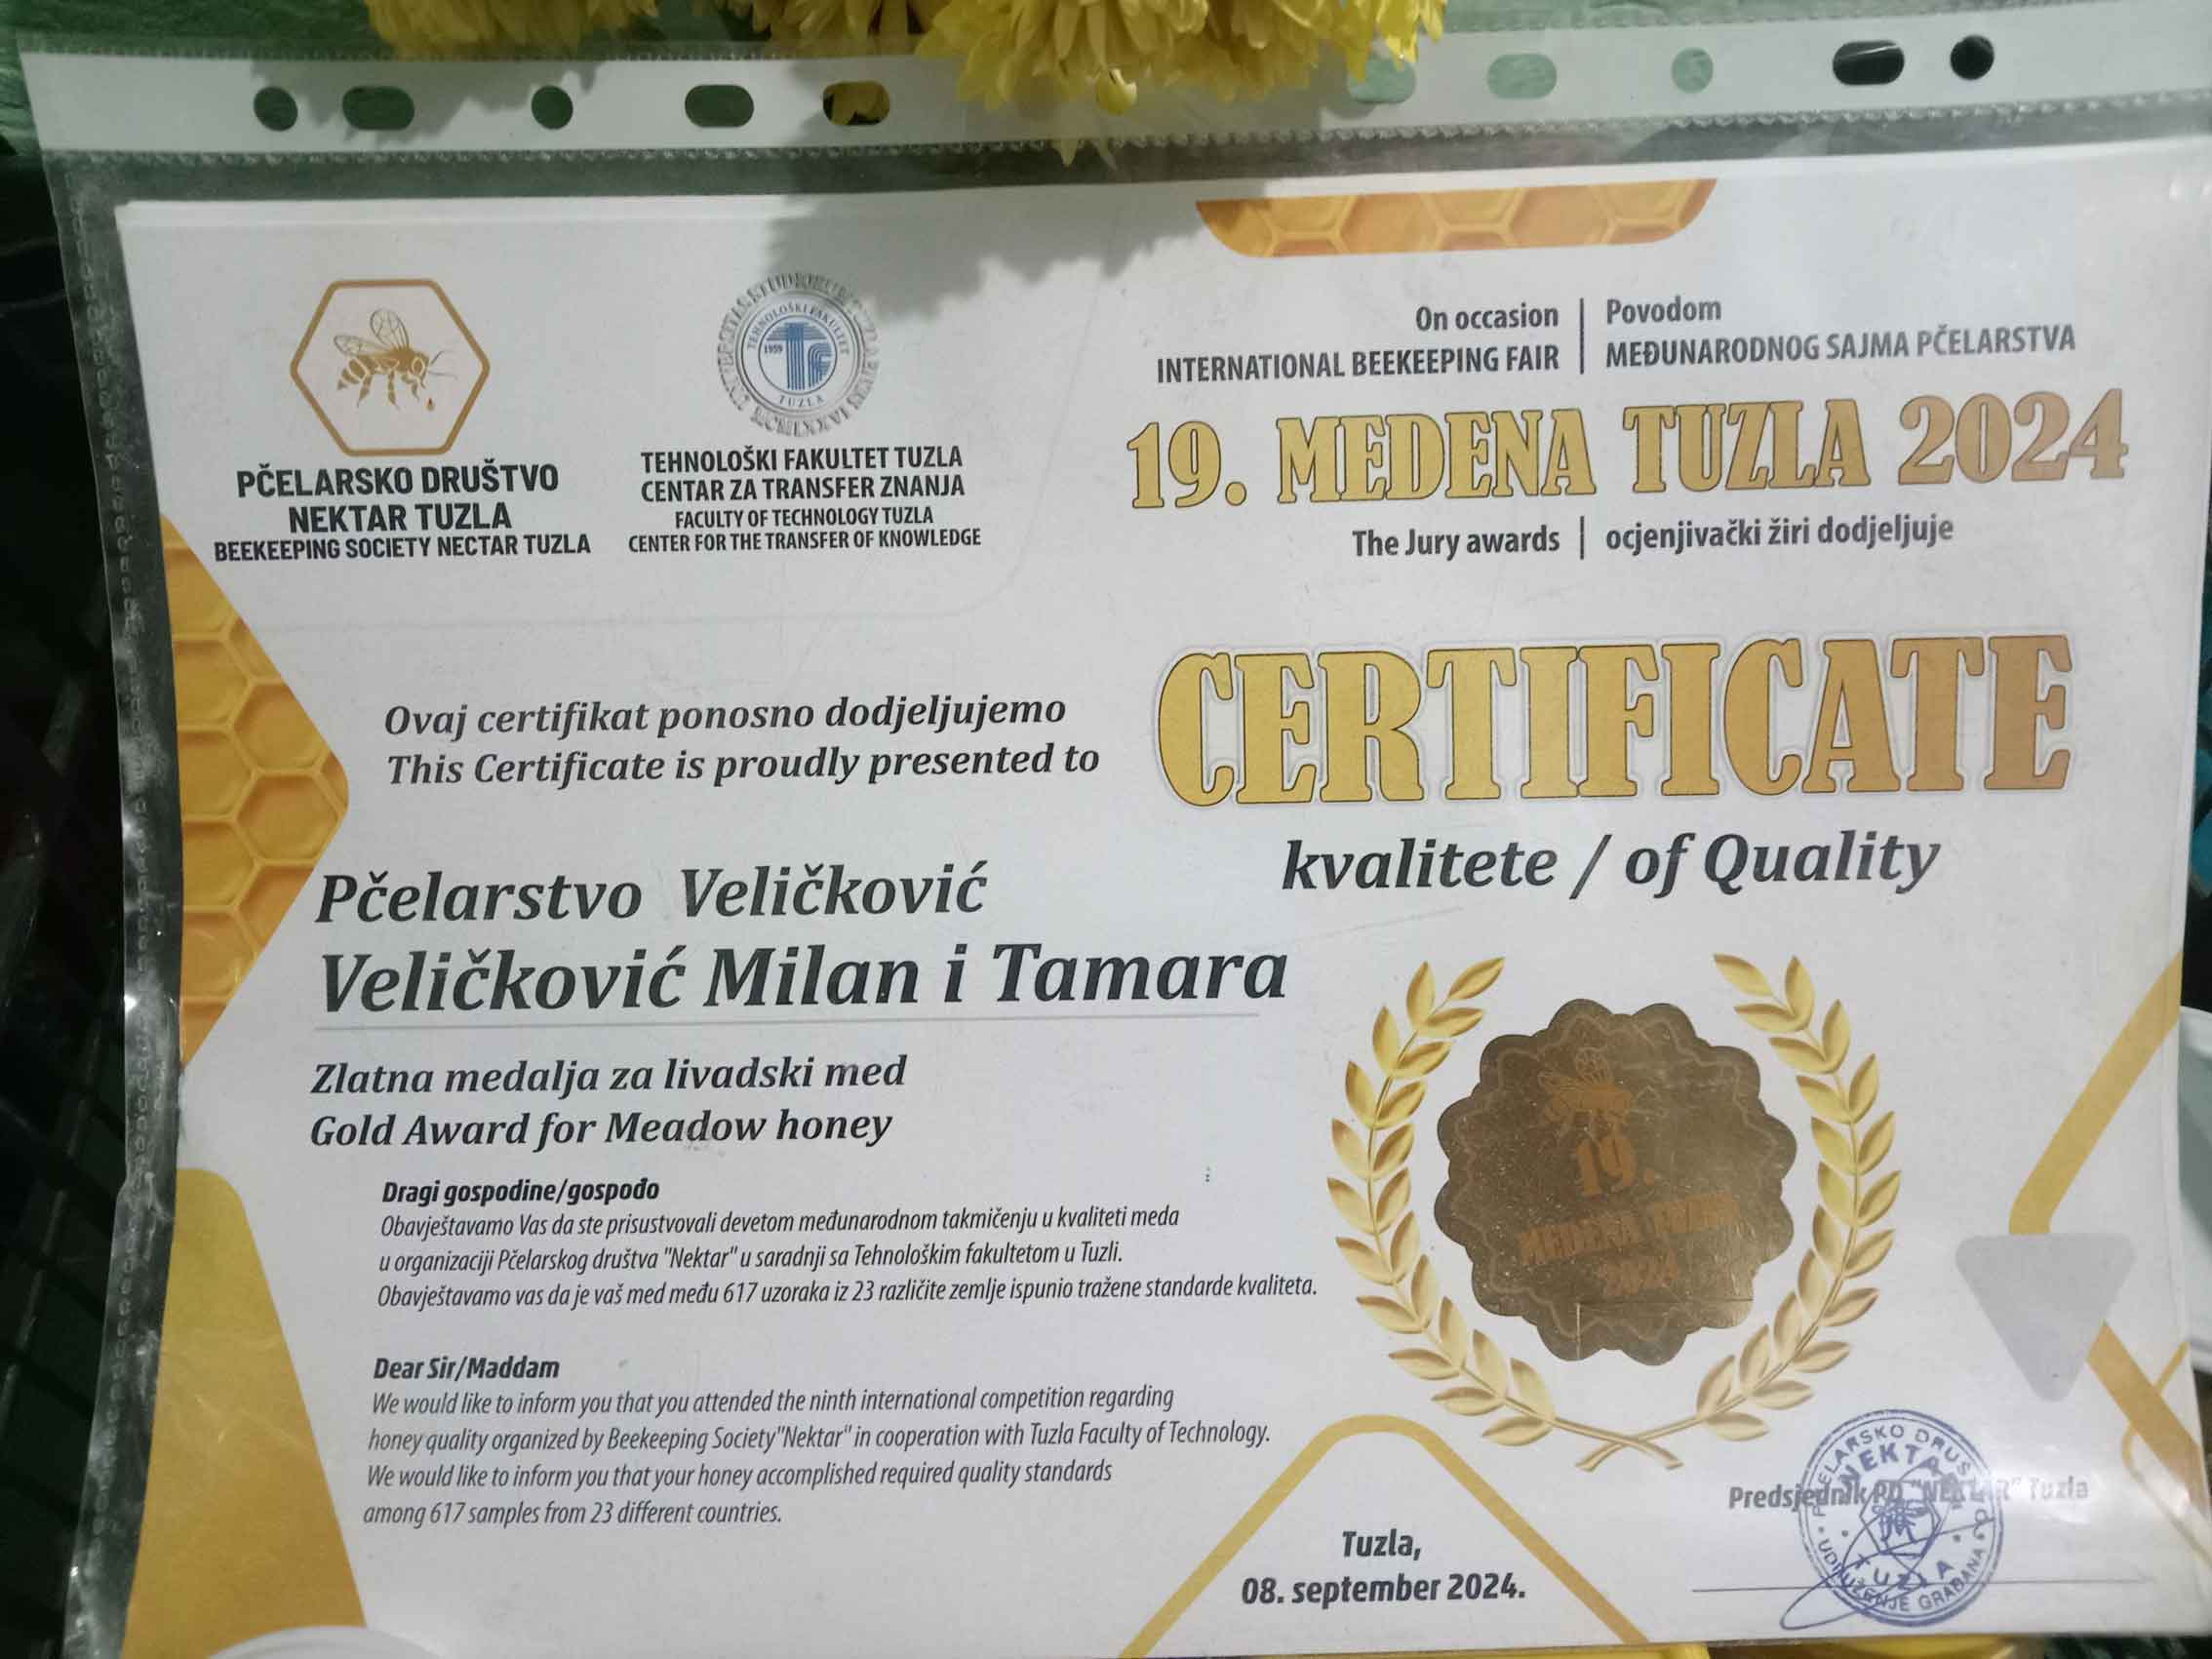 PČELARSKO DRUŠTVO
NEKTAR TUZLA
BEEKEEPING SOCIETY NECTAR TUZLA
TEHNOLOŠKI FAKULTET
1959
TUZLA
TEHNOLOŠKI FAKULTET TUZLA
CENTAR ZA TRANSFER ZNANJA
FACULTY OF TECHNOLOGY TUZLA
CENTER FOR THE TRANSFER OF KNOWLEDGE
On occasion | Povodom
INTERNATIONAL BEEKEEPING FAIR | MEĐUNARODNOG SAJMA PČELARSTVA
19. MEDENA TUZLA 2024
The Jury awards | ocjenjivački žiri dodjeljuje
CERTIFICATE
kvalitete / of Quality
Ovaj certifikat ponosno dodjeljujemo
This Certificate is proudly presented to
Pčelarstvo Veličković
Veličković Milan i Tamara
Zlatna medalja za livadski med
Gold Award for Meadow honey
Dragi gospodine/gospođo
Obavještavamo Vas da ste prisustvovali devetom međunarodnom takmičenju u kvaliteti meda
u organizaciji Pčelarskog društva "Nektar" u saradnji sa Tehnološkim fakultetom u Tuzli.
Obavještavamo vas da je vaš med među 617 uzoraka iz 23 različite zemlje ispunio tražene standarde kvaliteta.
Dear Sir/Maddam
We would like to inform you that you attended the ninth international competition regarding
honey quality organized by Beekeeping Society "Nektar" in cooperation with Tuzla Faculty of Technology.
We would like to inform you that your honey accomplished required quality standards
among 617 samples from 23 different countries.
19.
MEDENA TUZLA
2024
Tuzla,
08. september 2024.
Predsjednik PD "NEKTAR" Tuzla
UDRUŽENJE GRAĐANA
TUZLA